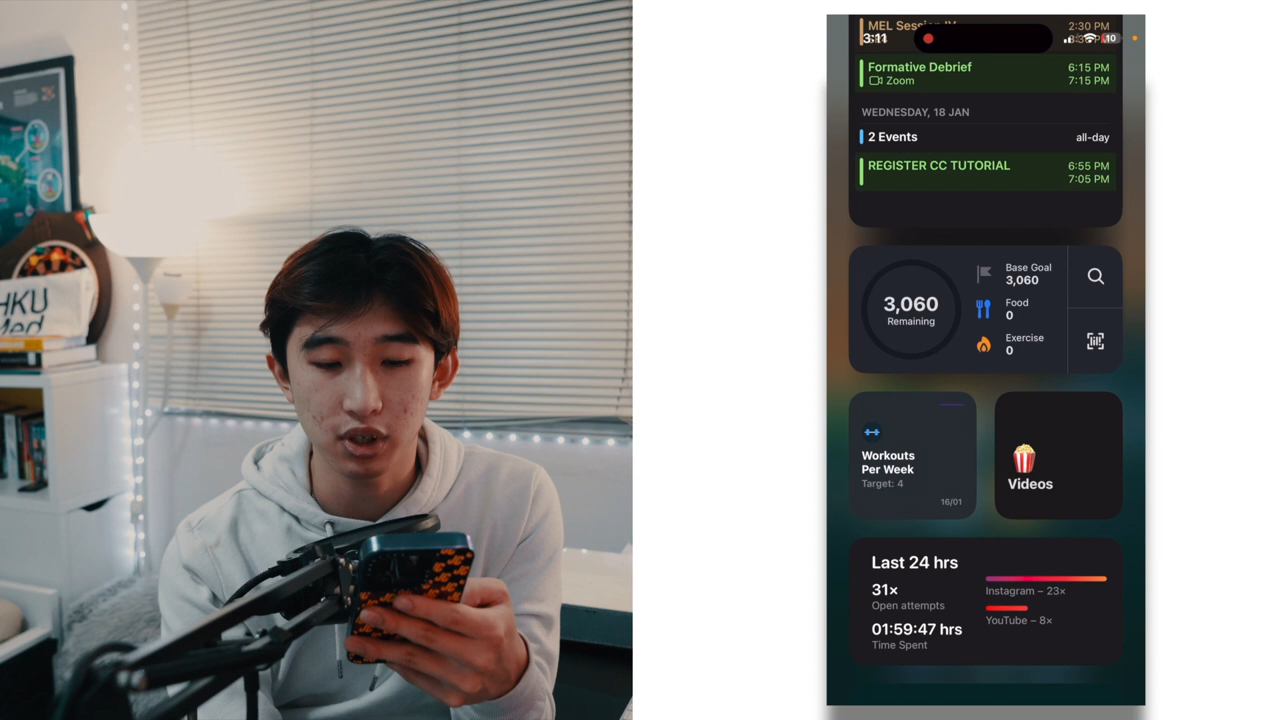 HKU
Med
MEL Session IV
2:30 PM
3:11
10
Formative Debrief
6:15 PM
Zoom
7:15 PM
WEDNESDAY, 18 JAN
2 Events
all-day
REGISTER CC TUTORIAL
6:55 PM
7:05 PM
3,060
Remaining
Base Goal
3,060
Food
0
Exercise
0
Workouts
Per Week
Target: 4
16/01
Videos
Last 24 hrs
31×
Open attempts
01:59:47 hrs
Time Spent
Instagram – 23×
YouTube – 8×